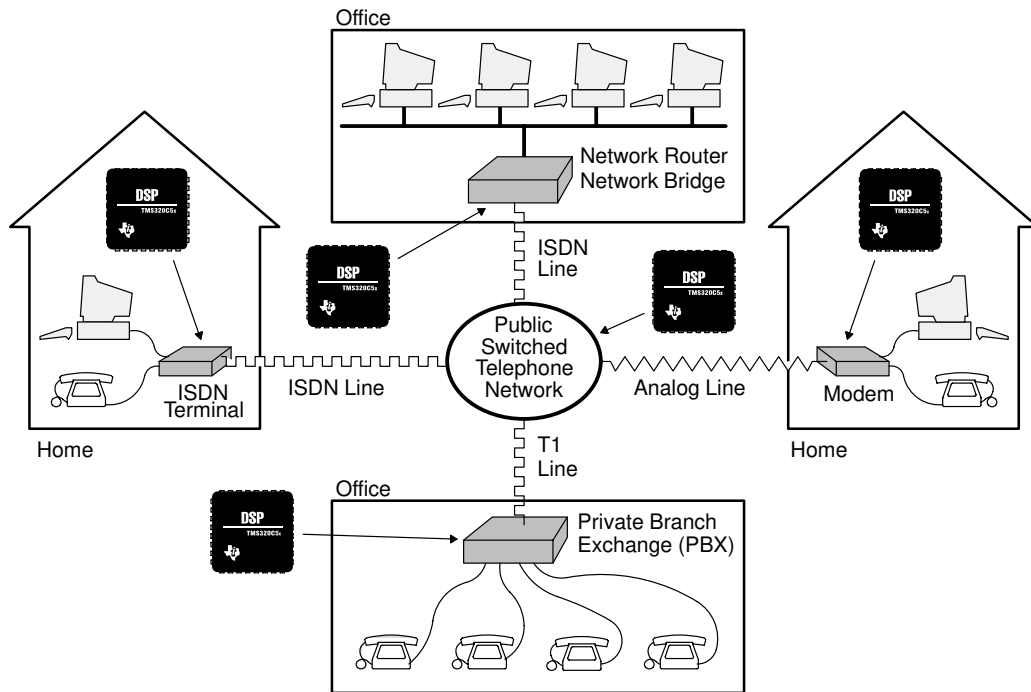 Office
Network Router
Network Bridge
DSP
TMS320C5x
DSP
TMS320C5x
DSP
TMS320C5x
DSP
TMS320C5x
ISDN
Line
Public
Switched
Telephone
Network
ISDN Line
ISDN
Terminal
Home
Analog Line
Modem
Home
T1
Line
Office
DSP
TMS320C5x
Private Branch
Exchange (PBX)